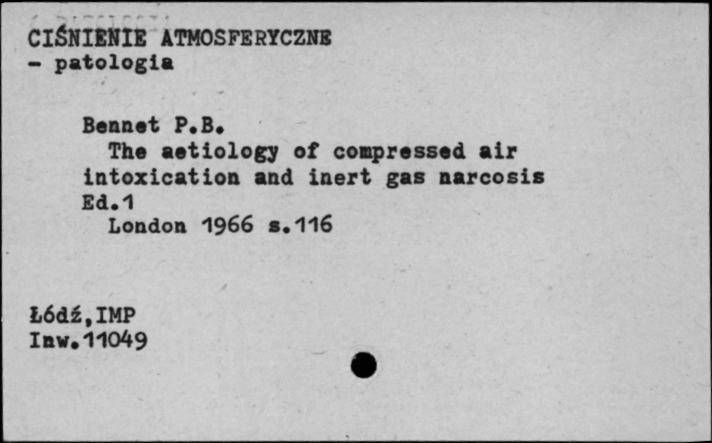 CIŚNIENIE ATMOSFERYCZNE
- patologia
Bennet P.B.
The aetiology of compressed air
intoxication and inert gas narcosis
Ed.1
London 1966 s.116
Łódź,IMP
Inw.11049